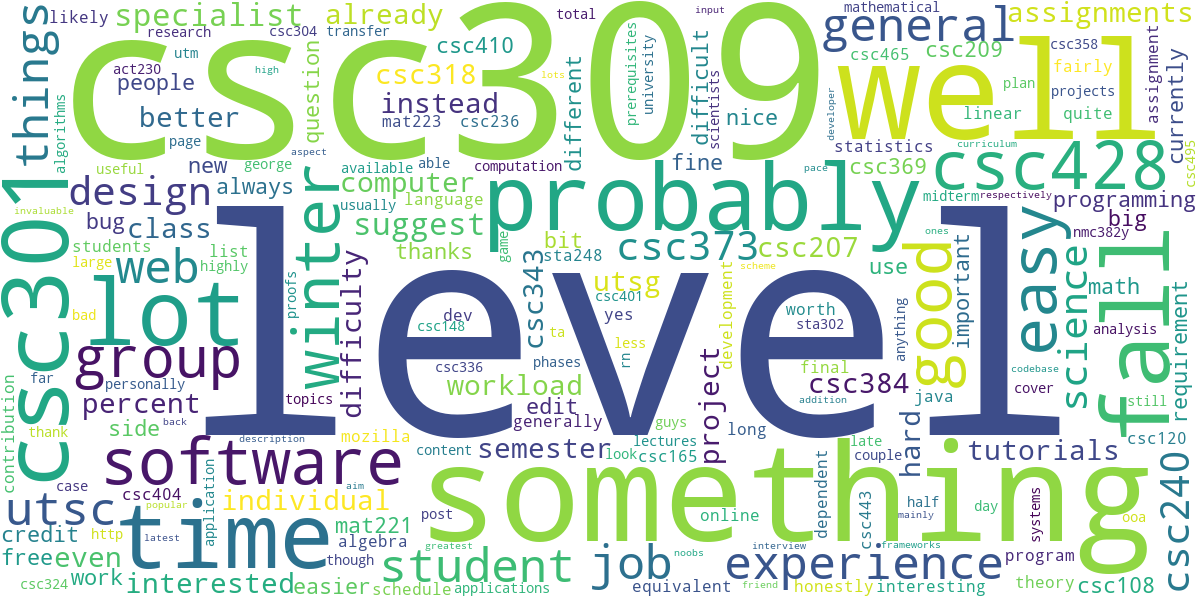 likely
specialist
already
csc309
general
assignments
things
research
csc304
transfer
total
input
mathematical
utm
question
csc410
csc465
csc209
csc358
act230
high
csc318
different
lots
prerequisites
university
difficult
scientists
well
fairly
people
instead
developer
plan
projects
assignment
currently
better
mat223
csc236
nice
linear
quite
algorithms
page
statistics
curriculum
new
george
aspect
available
able
computation
fine
csc369
pace
csc428
csc495
useful
design
always
computer
language
probably
midterm
respectively
programming
invaluable
bug
class
usually
suggest
game
sta248
bit
csc373
csc207
big
nmc382y
students
list
thanks
csc343
use
easy
large
highly
web
winter
utsg
scheme
good
important
science
math
csc301
proofs
difficulty
level
csc401
worth
ones
bad
lot
dev
csc148
yes
development
sta302
anything
analysis
fall
requirement
group
ta
less
rn
far
personally
csc336
phases
final
java
codebase
topics
workload
project
csc384
addition
cover
still
percent
back
edit
generally
guys
contribution
side
long
hard
thank
description
mozilla
content
semester
lectures
look
csc165
late
couple
tutorials
csc120
case
software
aim
csc404
individual
something
dependent
csc443
half
day
systems
ooa
csc240
popular
application
utsc
time
post
online
mainly
credit
http
mat221
latest
algebra
greatest
noobs
interview
frameworks
free
even
though
student
job
experience
program
csc324
work
interested
easier
schedule
applications
equivalent
friend
honestly
interesting
theory
csc108